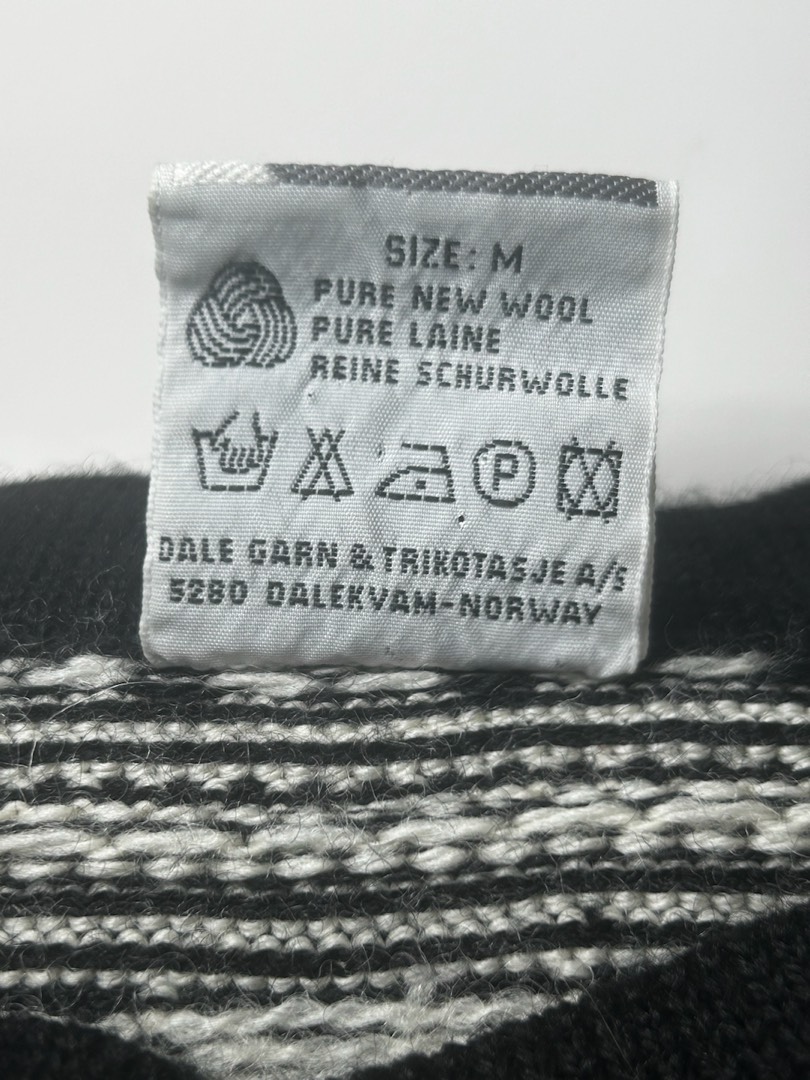 SIZE: M
PURE NEW WOOL
PURE LAINE
REINE SCHURWOLLE
P
DALE GARN & TRIKOTASJE A/S
5280 DALEKVAM-NORWAY